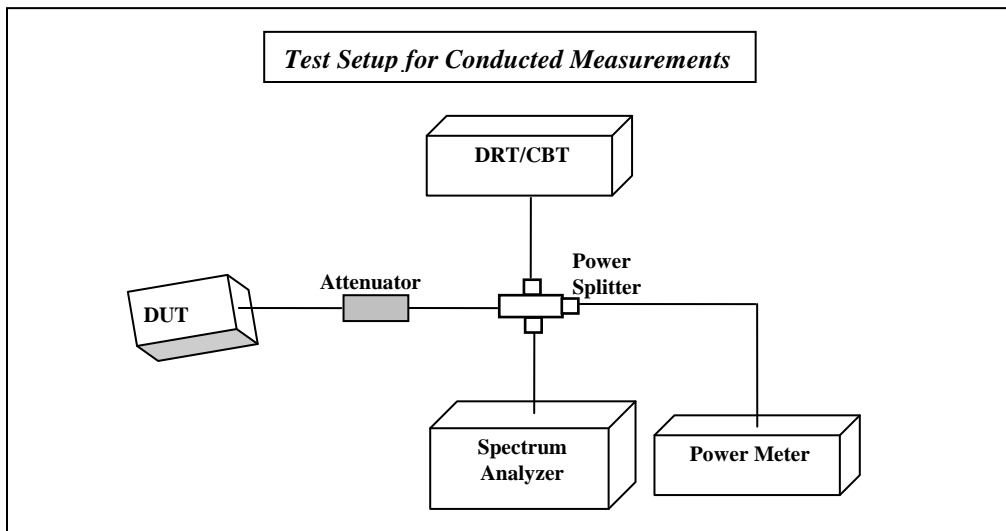 Test Setup for Conducted Measurements
DRT/CBT
Power
Splitter
Attenuator
DUT
Spectrum
Analyzer
Power Meter